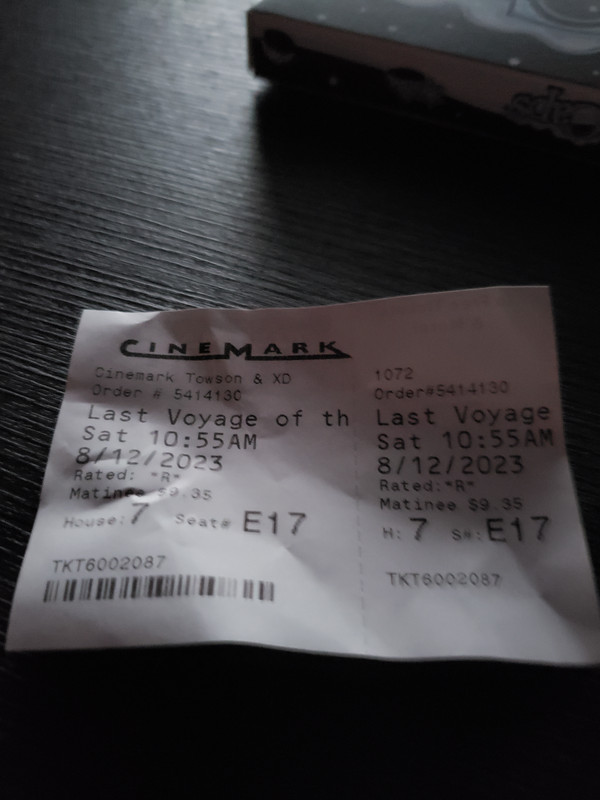 CINEMARK
Cinemark Towson & XD
Order # 5414130
Last Voyage of th
Sat 10:55AM
8/12/2023
Rated: "R"
Matinee $9.35
House: 7 Seat# E17
TKT6002087
1072
Order#5414130
Last Voyage
Sat 10:55AM
8/12/2023
Rated: "R"
Matinee $9.35
H: 7 S#: E17
TKT6002087